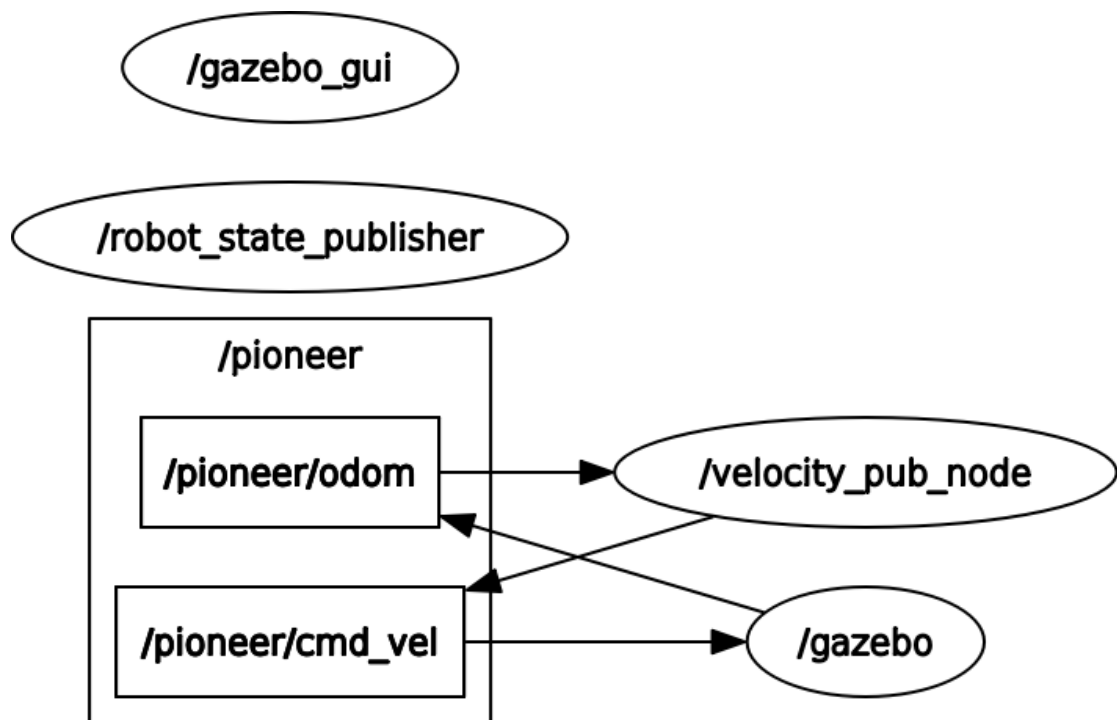 /gazebo_gui
/robot_state_publisher
/pioneer
/pioneer/odom
/velocity_pub_node
/pioneer/cmd_vel
/gazebo